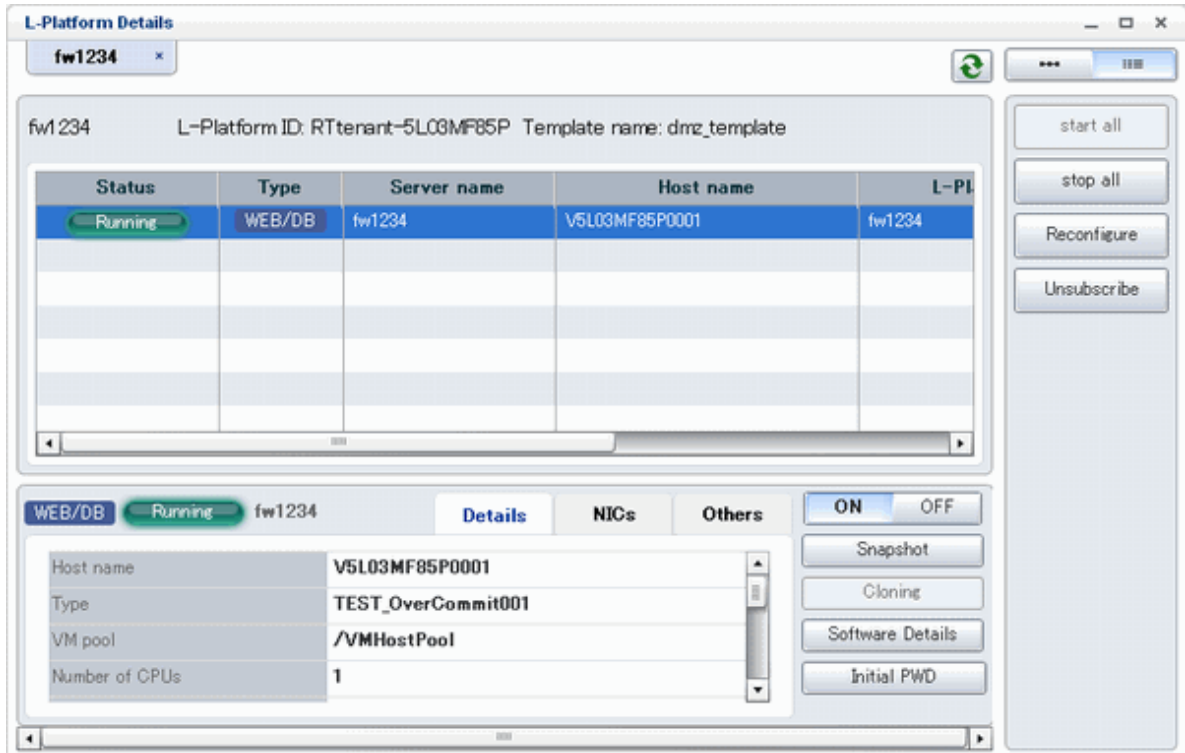 L-Platform Details
fw1234 ×
fw1234 L-Platform ID: RTtenant-5L03MF85P Template name: dmz_template
Status Type Server name Host name L-Pl
Running WEB/DB fw1234 V5L03MF85P0001 fw1234
start all
stop all
Reconfigure
Unsubscribe
WEB/DB Running fw1234 Details NICs Others
Host name V5L03MF85P0001
Type TEST_OverCommit001
VM pool /VMHostPool
Number of CPUs 1
ON OFF
Snapshot
Cloning
Software Details
Initial PWD